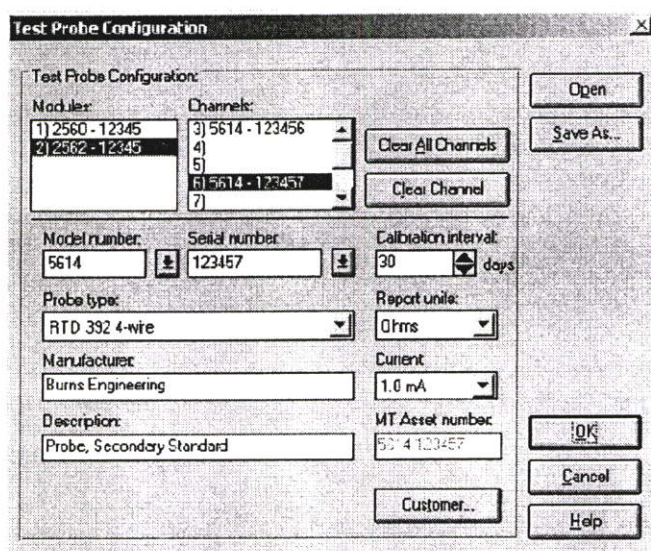 Test Probe Configuration
Test Probe Configuration:
Open
Modules:
Channels:
1) 2560 - 12345
2) 2562 - 12345
3) 5614 - 123456
4)
5)
6) 5614 - 123457
7)
Clear All Channels
Save As...
Clear Channel
Model number:
Serial number:
Calibration interval:
5614
123457
30
days
Probe type:
Report units:
RTD 392 4-wire
Ohms
Manufacturer:
Current:
Burns Engineering
1.0 mA
Description:
MT Asset number:
Probe, Secondary Standard
5614 123457
OK
Cancel
Customer...
Help